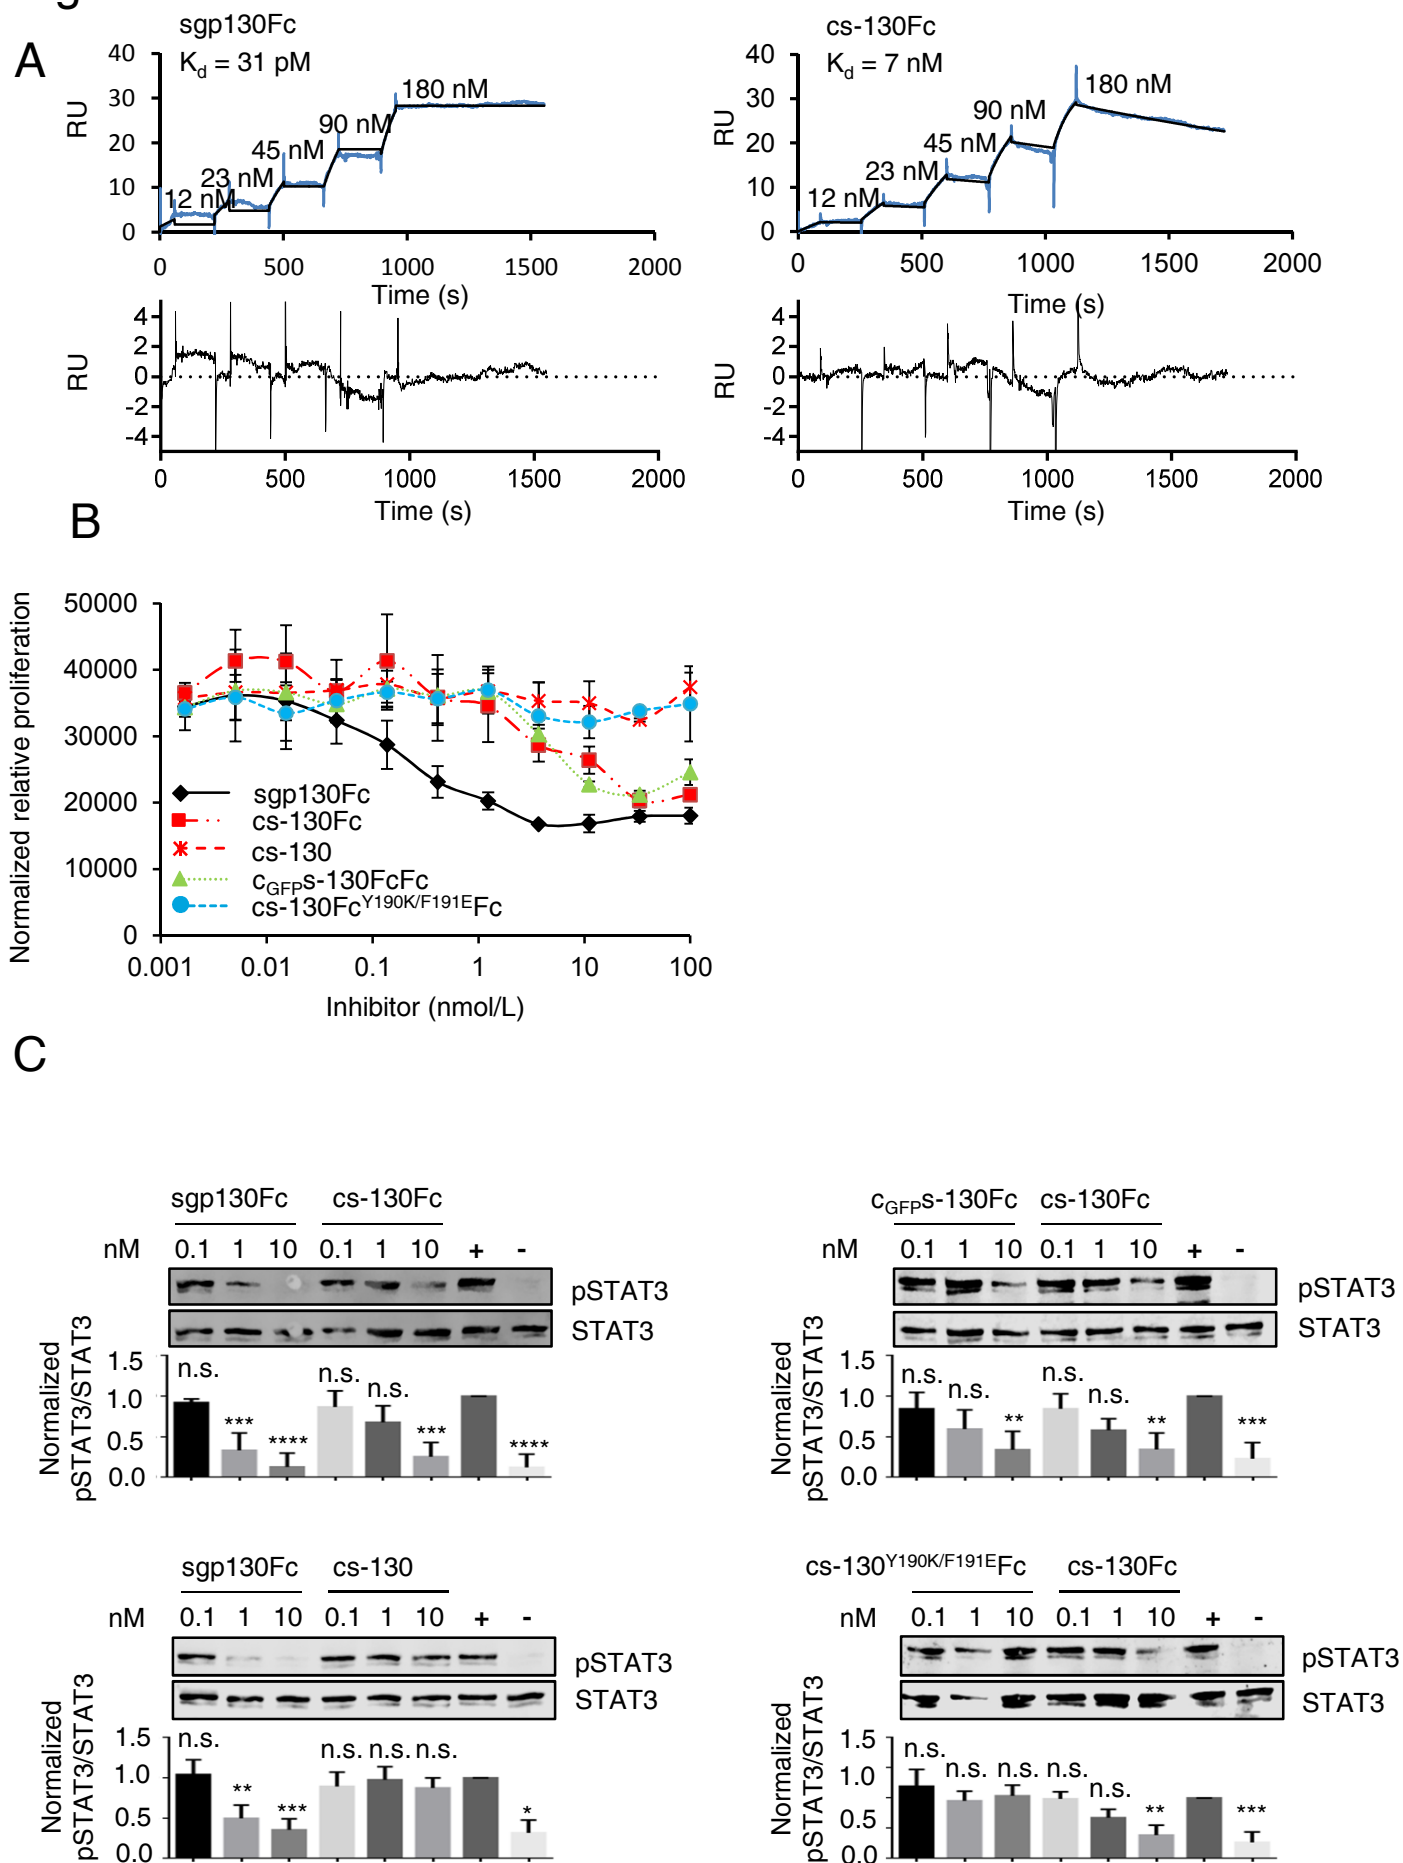 A
sgp130Fc
Kd = 31 pM
RU
40
30
20
10
0
12 nM
23 nM
45 nM
90 nM
180 nM
0 500 1000 1500 2000
Time (s)
RU
4
2
0
-2
-4
0 500 1000 1500 2000
Time (s)
cs-130Fc
Kd = 7 nM
RU
40
30
20
10
0
12 nM
23 nM
45 nM
90 nM
180 nM
0 500 1000 1500 2000
Time (s)
RU
4
2
0
-2
-4
0 500 1000 1500 2000
Time (s)
B
Normalized relative proliferation
50000
40000
30000
20000
10000
0
sgp130Fc
cs-130Fc
cs-130
cGFPs-130FcFc
cs-130FcY190K/F191EFc
0.001 0.01 0.1 1 10 100
Inhibitor (nmol/L)
C
sgp130Fc cs-130Fc
nM 0.1 1 10 0.1 1 10 + -
pSTAT3
STAT3
Normalized
pSTAT3/STAT3
1.5
1.0
0.5
0.0
n.s. *** **** n.s. n.s. *** ****
cGFPs-130Fc cs-130Fc
nM 0.1 1 10 0.1 1 10 + -
pSTAT3
STAT3
Normalized
pSTAT3/STAT3
1.5
1.0
0.5
0.0
n.s. n.s. ** n.s. n.s. ** ***
sgp130Fc cs-130
nM 0.1 1 10 0.1 1 10 + -
pSTAT3
STAT3
Normalized
pSTAT3/STAT3
1.5
1.0
0.5
0.0
n.s. ** *** n.s. n.s. n.s. *
cs-130Y190K/F191EFc cs-130Fc
nM 0.1 1 10 0.1 1 10 + -
pSTAT3
STAT3
Normalized
pSTAT3/STAT3
1.5
1.0
0.5
0.0
n.s. n.s. n.s. n.s. n.s. ** ***